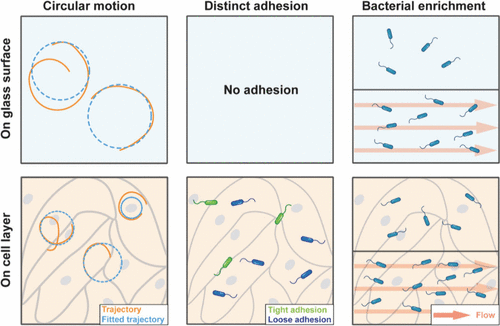 Circular motion
Distinct adhesion
Bacterial enrichment
On glass surface
No adhesion
On cell layer
Trajectory
Fitted trajectory
Tight adhesion
Loose adhesion
Flow